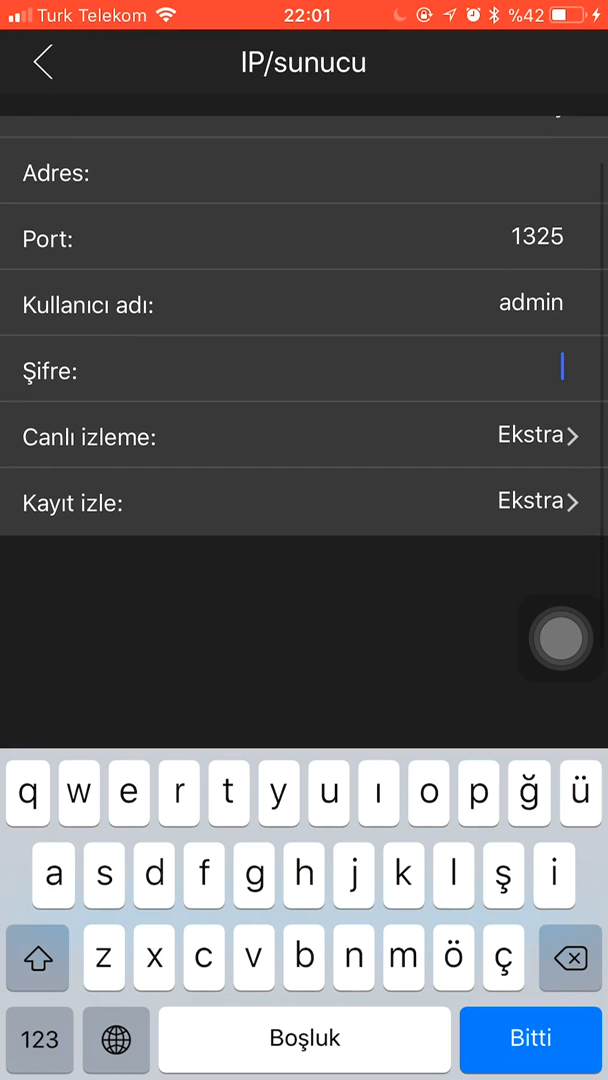 Turk Telekom 22:01 %42
IP/sunucu
Adres:
Port: 1325
Kullanıcı adı: admin
Şifre:
Canlı izleme: Ekstra
Kayıt izle: Ekstra
q w e r t y u ı o p ğ ü
a s d f g h j k l ş i
z x c v b n m ö ç
123 Boşluk Bitti